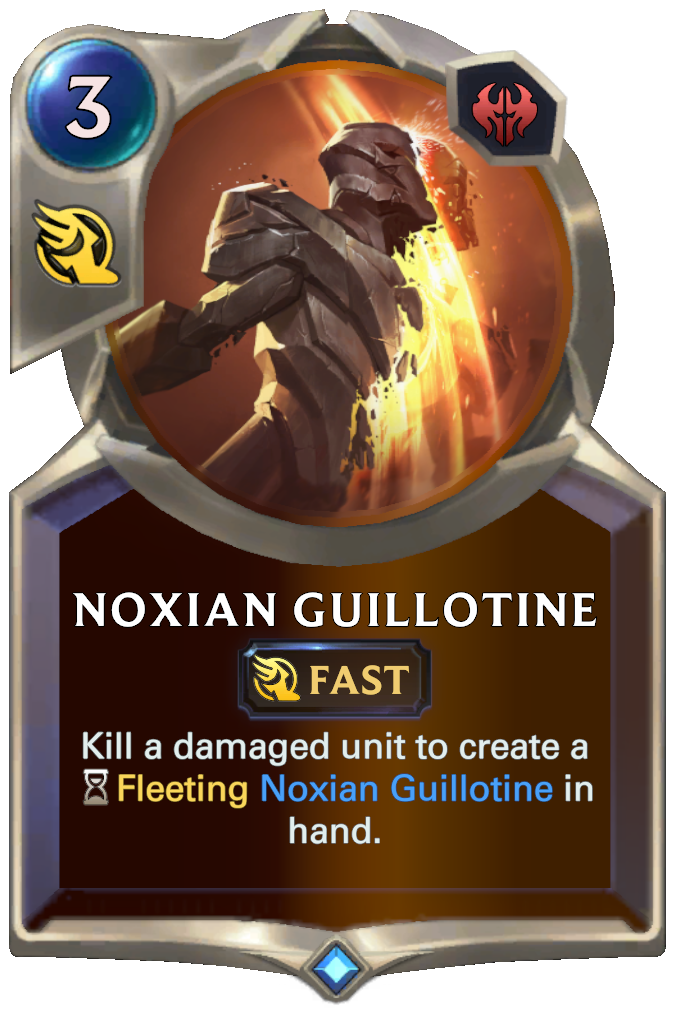 3
NOXIAN GUILLOTINE
FAST
Kill a damaged unit to create a
Fleeting Noxian Guillotine in
hand.